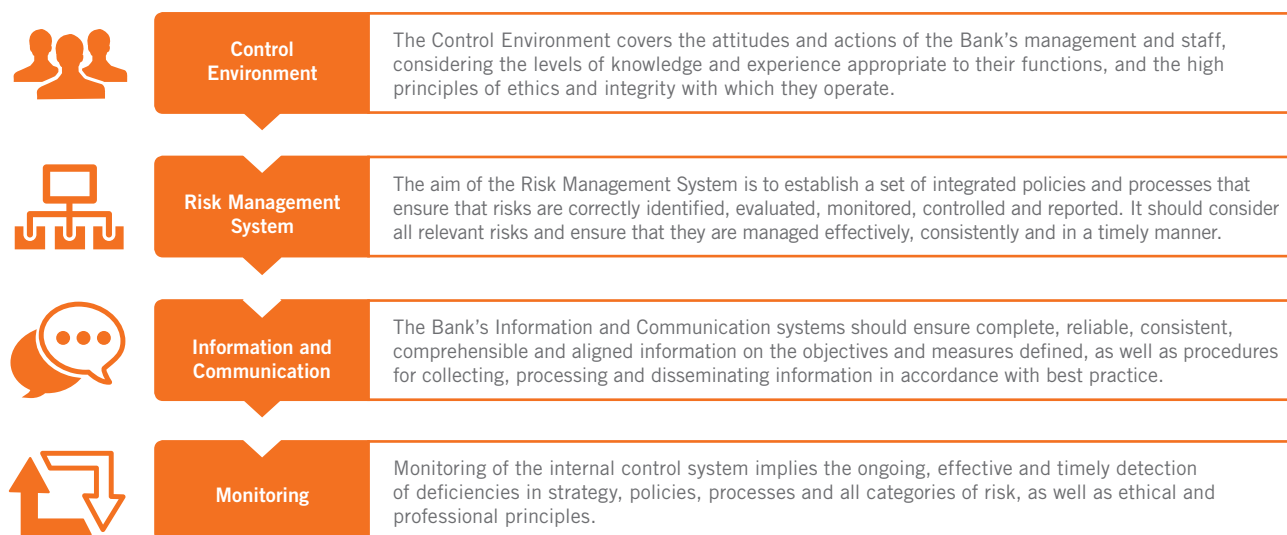 Control
Environment
The Control Environment covers the attitudes and actions of the Bank's management and staff,
considering the levels of knowledge and experience appropriate to their functions, and the high
principles of ethics and integrity with which they operate.
Risk Management
System
The aim of the Risk Management System is to establish a set of integrated policies and processes that
ensure that risks are correctly identified, evaluated, monitored, controlled and reported. It should consider
all relevant risks and ensure that they are managed effectively, consistently and in a timely manner.
Information and
Communication
The Bank's Information and Communication systems should ensure complete, reliable, consistent,
comprehensible and aligned information on the objectives and measures defined, as well as procedures
for collecting, processing and disseminating information in accordance with best practice.
Monitoring
Monitoring of the internal control system implies the ongoing, effective and timely detection
of deficiencies in strategy, policies, processes and all categories of risk, as well as ethical and
professional principles.